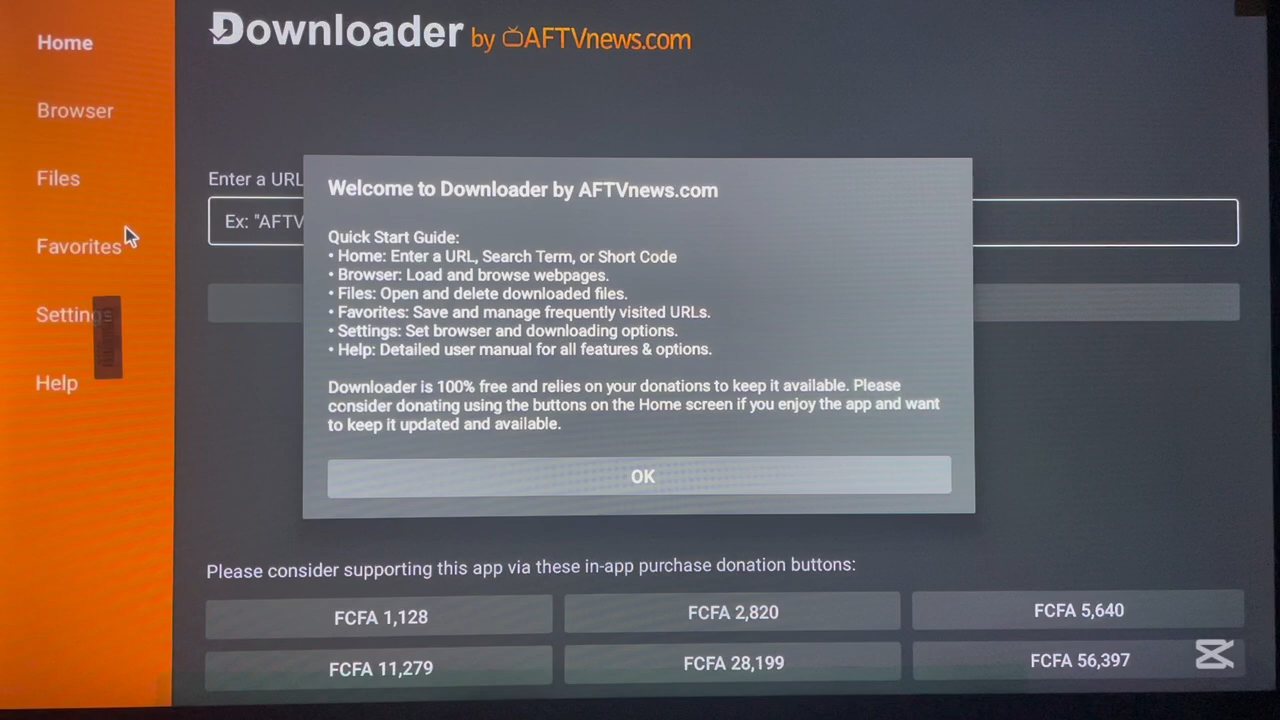 Home
Browser
Files
Favorites
Settings
Help
Downloader by AFTVnews.com
Enter a URL
Ex: "AFTV
Welcome to Downloader by AFTVnews.com
Quick Start Guide:
• Home: Enter a URL, Search Term, or Short Code
• Browser: Load and browse webpages.
• Files: Open and delete downloaded files.
• Favorites: Save and manage frequently visited URLs.
• Settings: Set browser and downloading options.
• Help: Detailed user manual for all features & options.
Downloader is 100% free and relies on your donations to keep it available. Please
consider donating using the buttons on the Home screen if you enjoy the app and want
to keep it updated and available.
OK
Please consider supporting this app via these in-app purchase donation buttons:
FCFA 1,128
FCFA 2,820
FCFA 5,640
FCFA 11,279
FCFA 28,199
FCFA 56,397